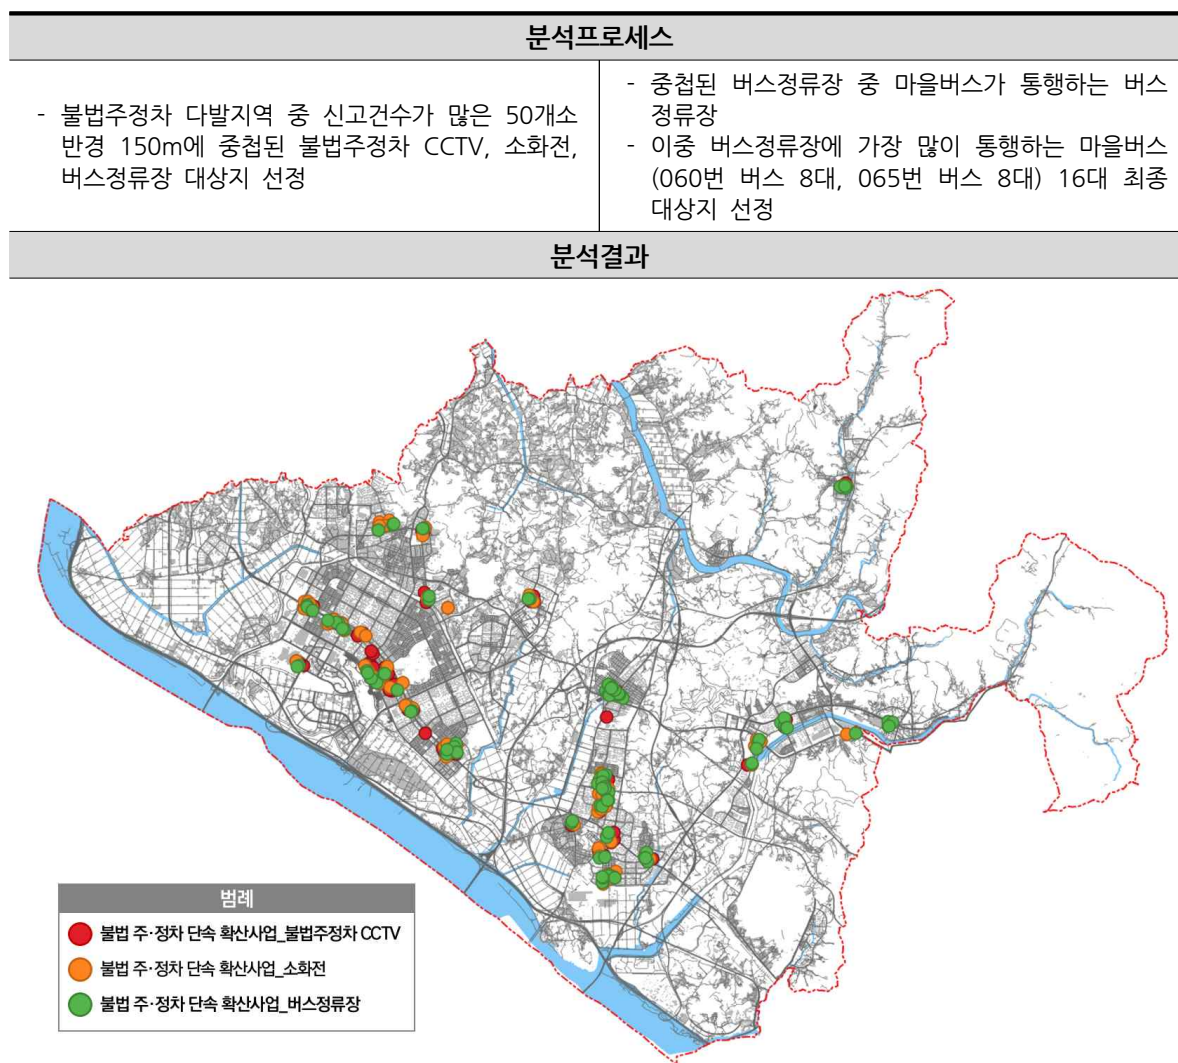 분석프로세스
- 불법주정차 다발지역 중 신고건수가 많은 50개소
반경 150m에 중첩된 불법주정차 CCTV, 소화전,
버스정류장 대상지 선정
- 중첩된 버스정류장 중 마을버스가 통행하는 버스
정류장
- 이중 버스정류장에 가장 많이 통행하는 마을버스
(060번 버스 8대, 065번 버스 8대) 16대 최종
대상지 선정
분석결과
범례
불법 주·정차 단속 확산사업_불법주정차 CCTV
불법 주·정차 단속 확산사업_소화전
불법 주·정차 단속 확산사업_버스정류장